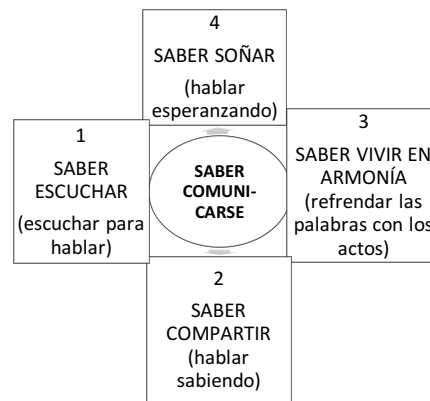 4
SABER SOÑAR
(hablar
esperanzando)
1
SABER
ESCUCHAR
(escuchar para
hablar)
SABER
COMUNI-
CARSE
3
SABER VIVIR EN
ARMONÍA
(refrendar las
palabras con los
actos)
2
SABER
COMPARTIR
(hablar
sabiendo)